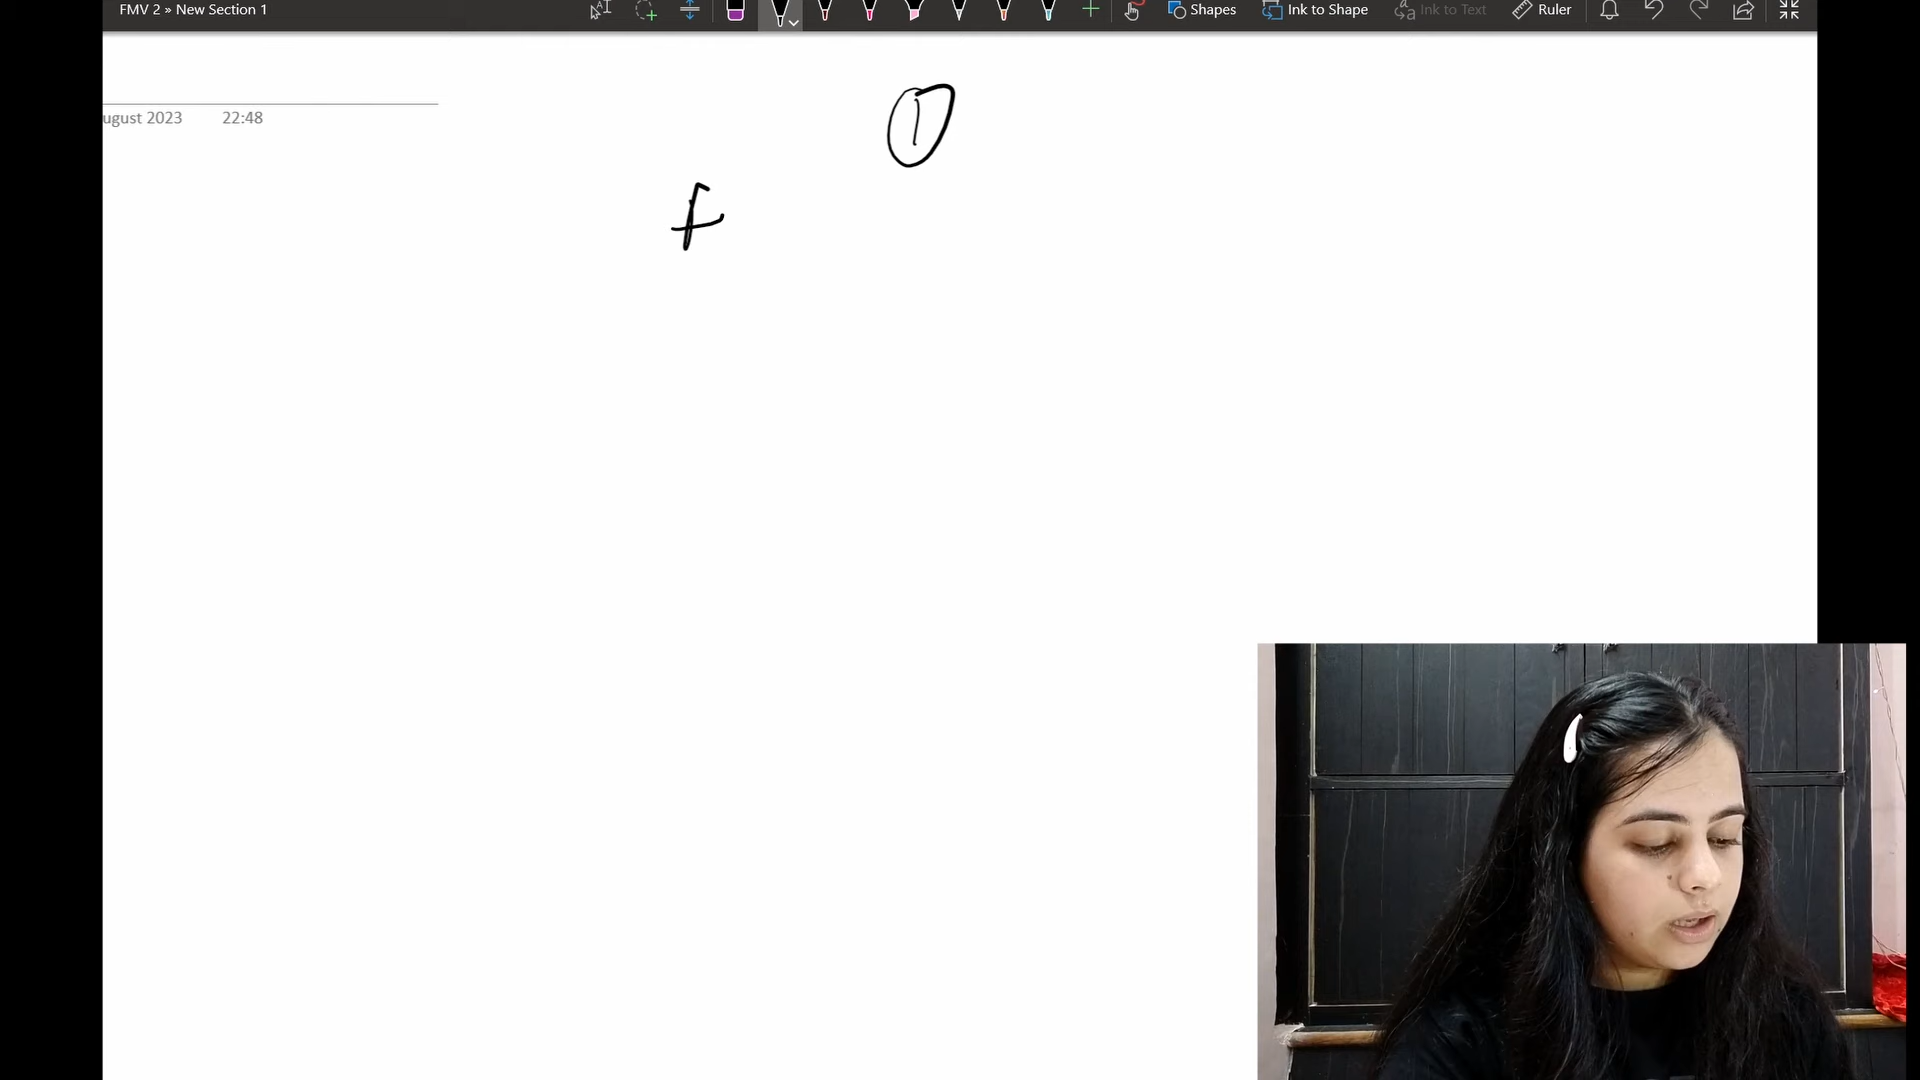 FMV 2 » New Section 1
Shapes
Ink to Shape
Ink to Text
Ruler
ugust 2023 22:48
1
f